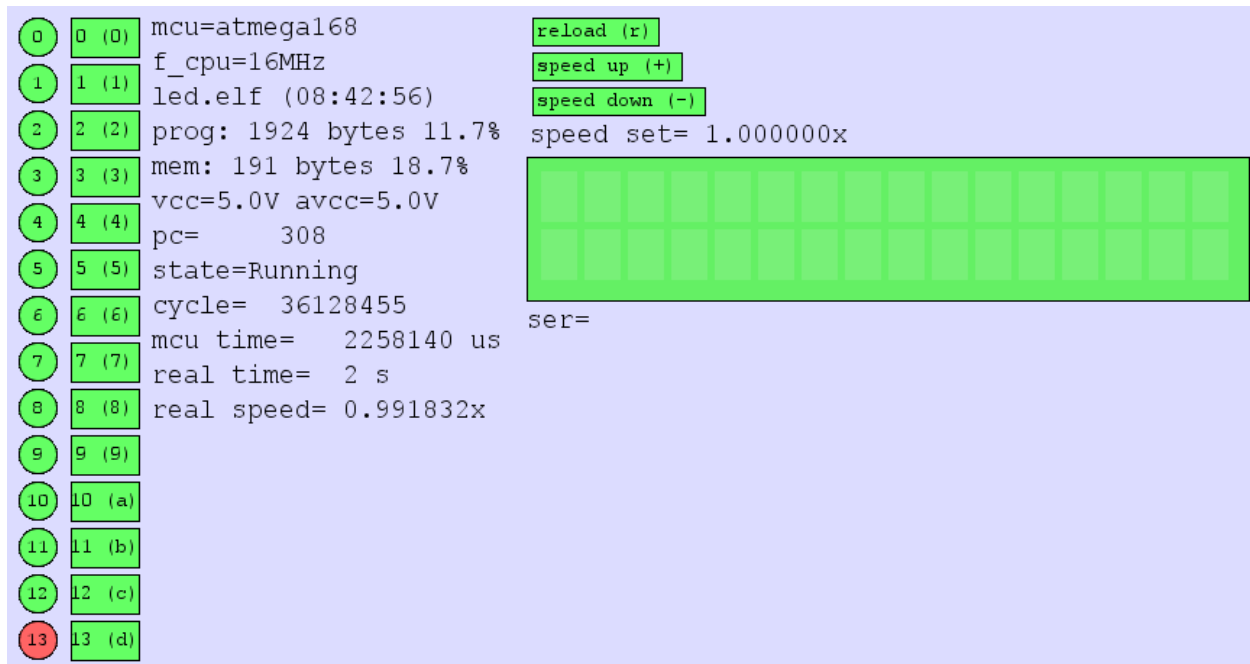 0 0 (0)
1 1 (1)
2 2 (2)
3 3 (3)
4 4 (4)
5 5 (5)
6 6 (6)
7 7 (7)
8 8 (8)
9 9 (9)
10 10 (a)
11 11 (b)
12 12 (c)
13 13 (d)
mcu=atmega168
f_cpu=16MHz
led.elf (08:42:56)
prog: 1924 bytes 11.7%
mem: 191 bytes 18.7%
vcc=5.0V avcc=5.0V
pc= 308
state=Running
cycle= 36128455
mcu time= 2258140 us
real time= 2 s
real speed= 0.991832x
reload (r)
speed up (+)
speed down (-)
speed set= 1.000000x
ser=